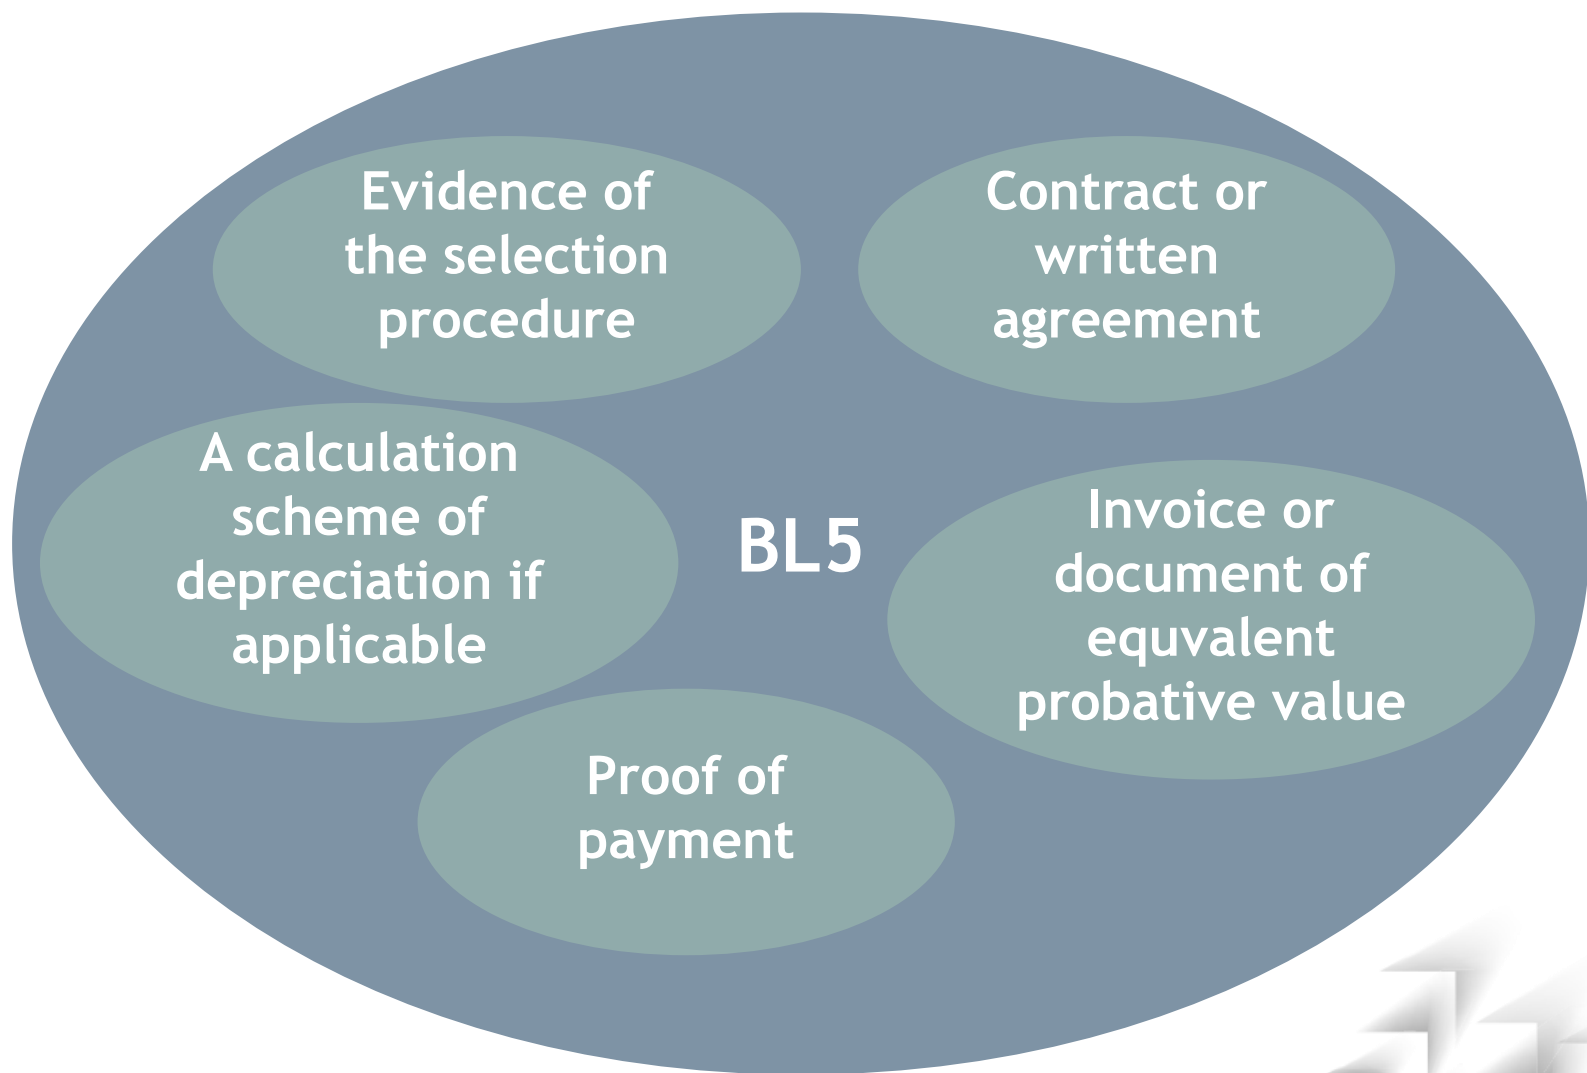 Evidence of
the selection
procedure
Contract or
written
agreement
A calculation
scheme of
depreciation if
applicable
BL5
Invoice or
document of
equvalent
probative value
Proof of
payment